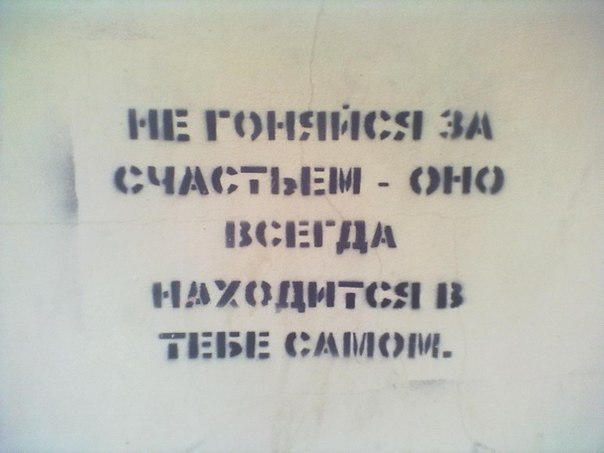 НЕ ГОНЯЙСЯ ЗА
СЧАСТЬЕМ - ОНО
ВСЕГДА
НАХОДИТСЯ В
ТЕБЕ САМОМ.